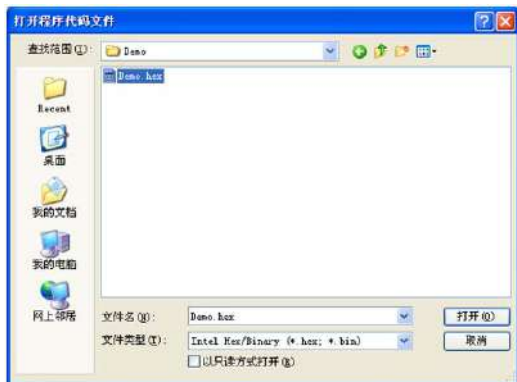 打开程序代码文件
查找范围(I):
Demo
Demo.hex
Recent
桌面
我的文档
我的电脑
网上邻居
文件名(N):
Demo.hex
打开(O)
文件类型(T):
Intel Hex/Binary (*.hex; *.bin)
取消
以只读方式打开(R)